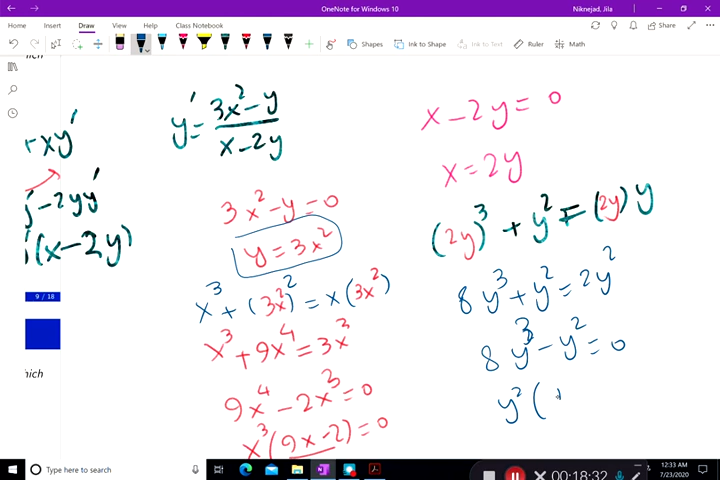 OneNote for Windows 10
Niknejad, Jila
Home Insert Draw View Help Class Notebook Share
Shapes Ink to Shape Ink to Text Ruler Math
xy'
y' = (3x² - y)/(x - 2y)
x - 2y = 0
x = 2y
- 2yy'
(x - 2y)
3x² - y = 0
y = 3x²
(2y)³ + y² = (2y) y
x³ + (3x²)² = x(3x²)
8y³ + y² = 2y²
9 / 18
x³ + 9x⁴ = 3x³
8y³ - y² = 0
9x⁴ - 2x³ = 0
y² (
x³(9x - 2) = 0
Type here to search
00:18:32
12:33 AM
7/23/2020